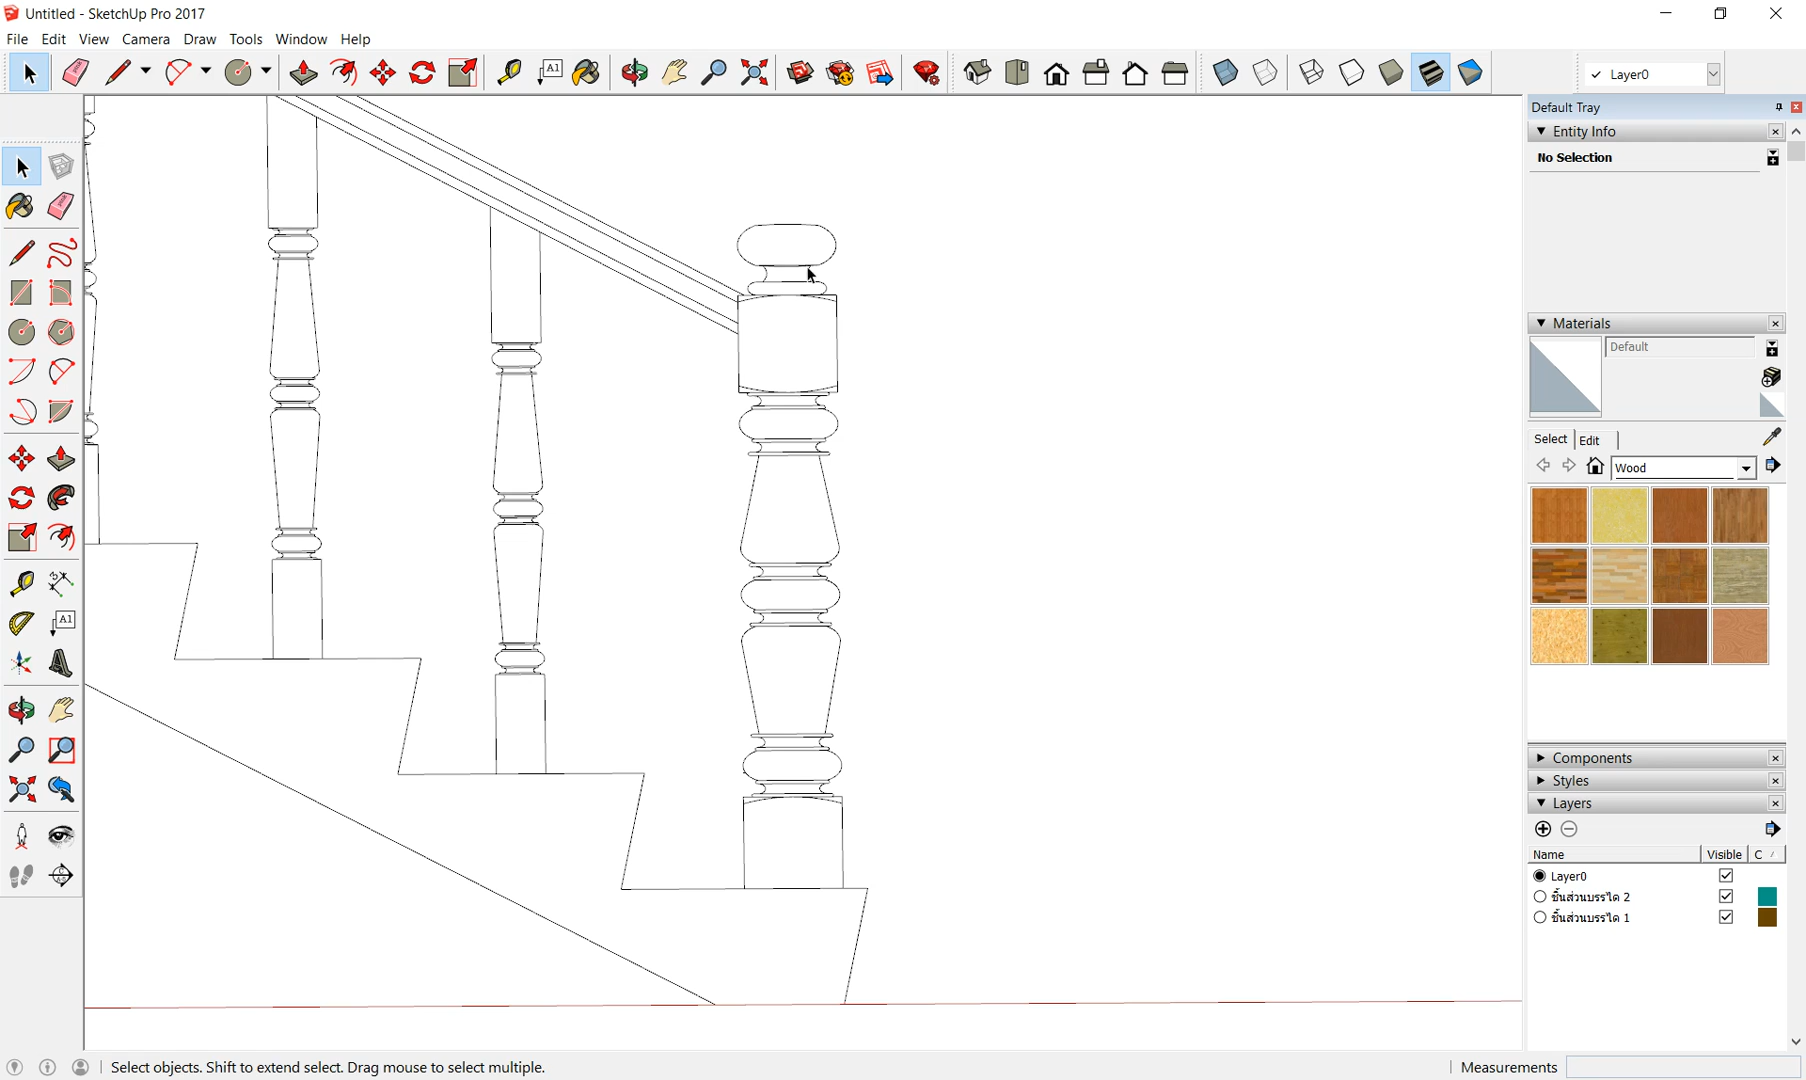 Untitled - SketchUp Pro 2017
File Edit View Camera Draw Tools Window Help
A1
Layer0
Default Tray
Entity Info
No Selection
Materials
Default
Select Edit
Wood
A1
Components
Styles
Layers
Name Visible C
Layer0
ชิ้นส่วนบรรได 2
ชิ้นส่วนบรรได 1
Select objects. Shift to extend select. Drag mouse to select multiple.
Measurements